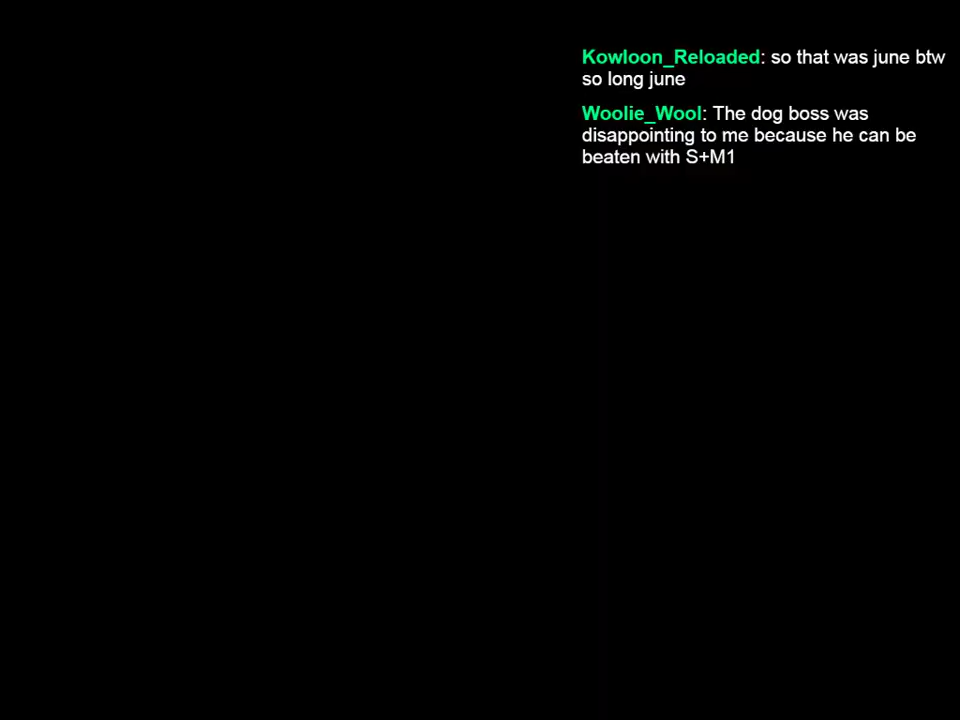 Kowloon_Reloaded: so that was june btw
so long june
Woolie_Wool: The dog boss was
disappointing to me because he can be
beaten with S+M1